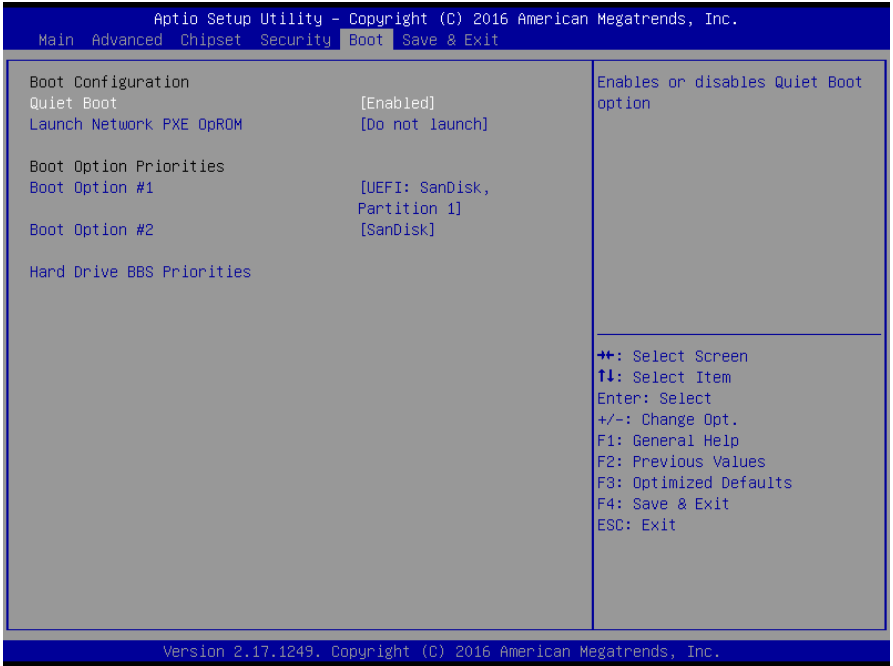 Aptio Setup Utility – Copyright (C) 2016 American Megatrends, Inc.
Main Advanced Chipset Security Boot Save & Exit
Boot Configuration
Quiet Boot [Enabled]
Launch Network PXE OpROM [Do not launch]
Boot Option Priorities
Boot Option #1 [UEFI: SanDisk,
Partition 1]
Boot Option #2 [SanDisk]
Hard Drive BBS Priorities
Enables or disables Quiet Boot
option
→←: Select Screen
↑↓: Select Item
Enter: Select
+/-: Change Opt.
F1: General Help
F2: Previous Values
F3: Optimized Defaults
F4: Save & Exit
ESC: Exit
Version 2.17.1249. Copyright (C) 2016 American Megatrends, Inc.